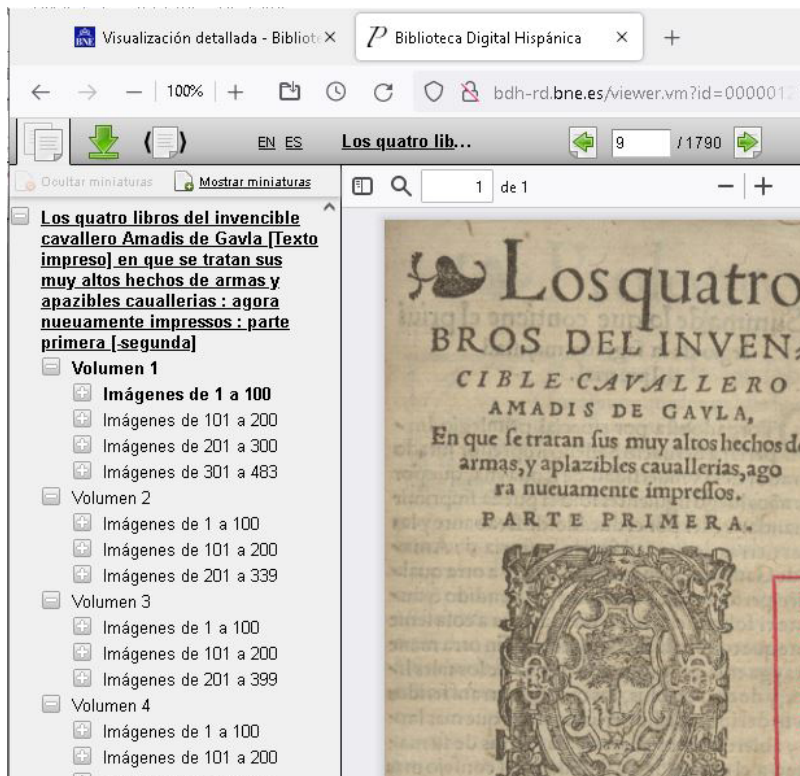 Visualización detallada - Bibliote
Biblioteca Digital Hispánica
100%
bdh-rd.bne.es/viewer.vm?id=0000012
EN ES
Los quatro lib...
9 / 1790
Ocultar miniaturas
Mostrar miniaturas
1 de 1
Los quatro libros del invencible
cavallero Amadis de Gavla [Texto
impreso] en que se tratan sus
muy altos hechos de armas y
apazibles cauallerias : agora
nueuamente impressos : parte
primera [-segunda]
Volumen 1
Imágenes de 1 a 100
Imágenes de 101 a 200
Imágenes de 201 a 300
Imágenes de 301 a 483
Volumen 2
Imágenes de 1 a 100
Imágenes de 101 a 200
Imágenes de 201 a 339
Volumen 3
Imágenes de 1 a 100
Imágenes de 101 a 200
Imágenes de 201 a 399
Volumen 4
Imágenes de 1 a 100
Imágenes de 101 a 200
Los quatro
BROS DEL INVEN-
CIBLE CAVALLERO
AMADIS DE GAVLA,
En que se tratan sus muy altos hechos de
armas, y aplazibles cauallerias, ago
ra nueuamente impressos.
PARTE PRIMERA.